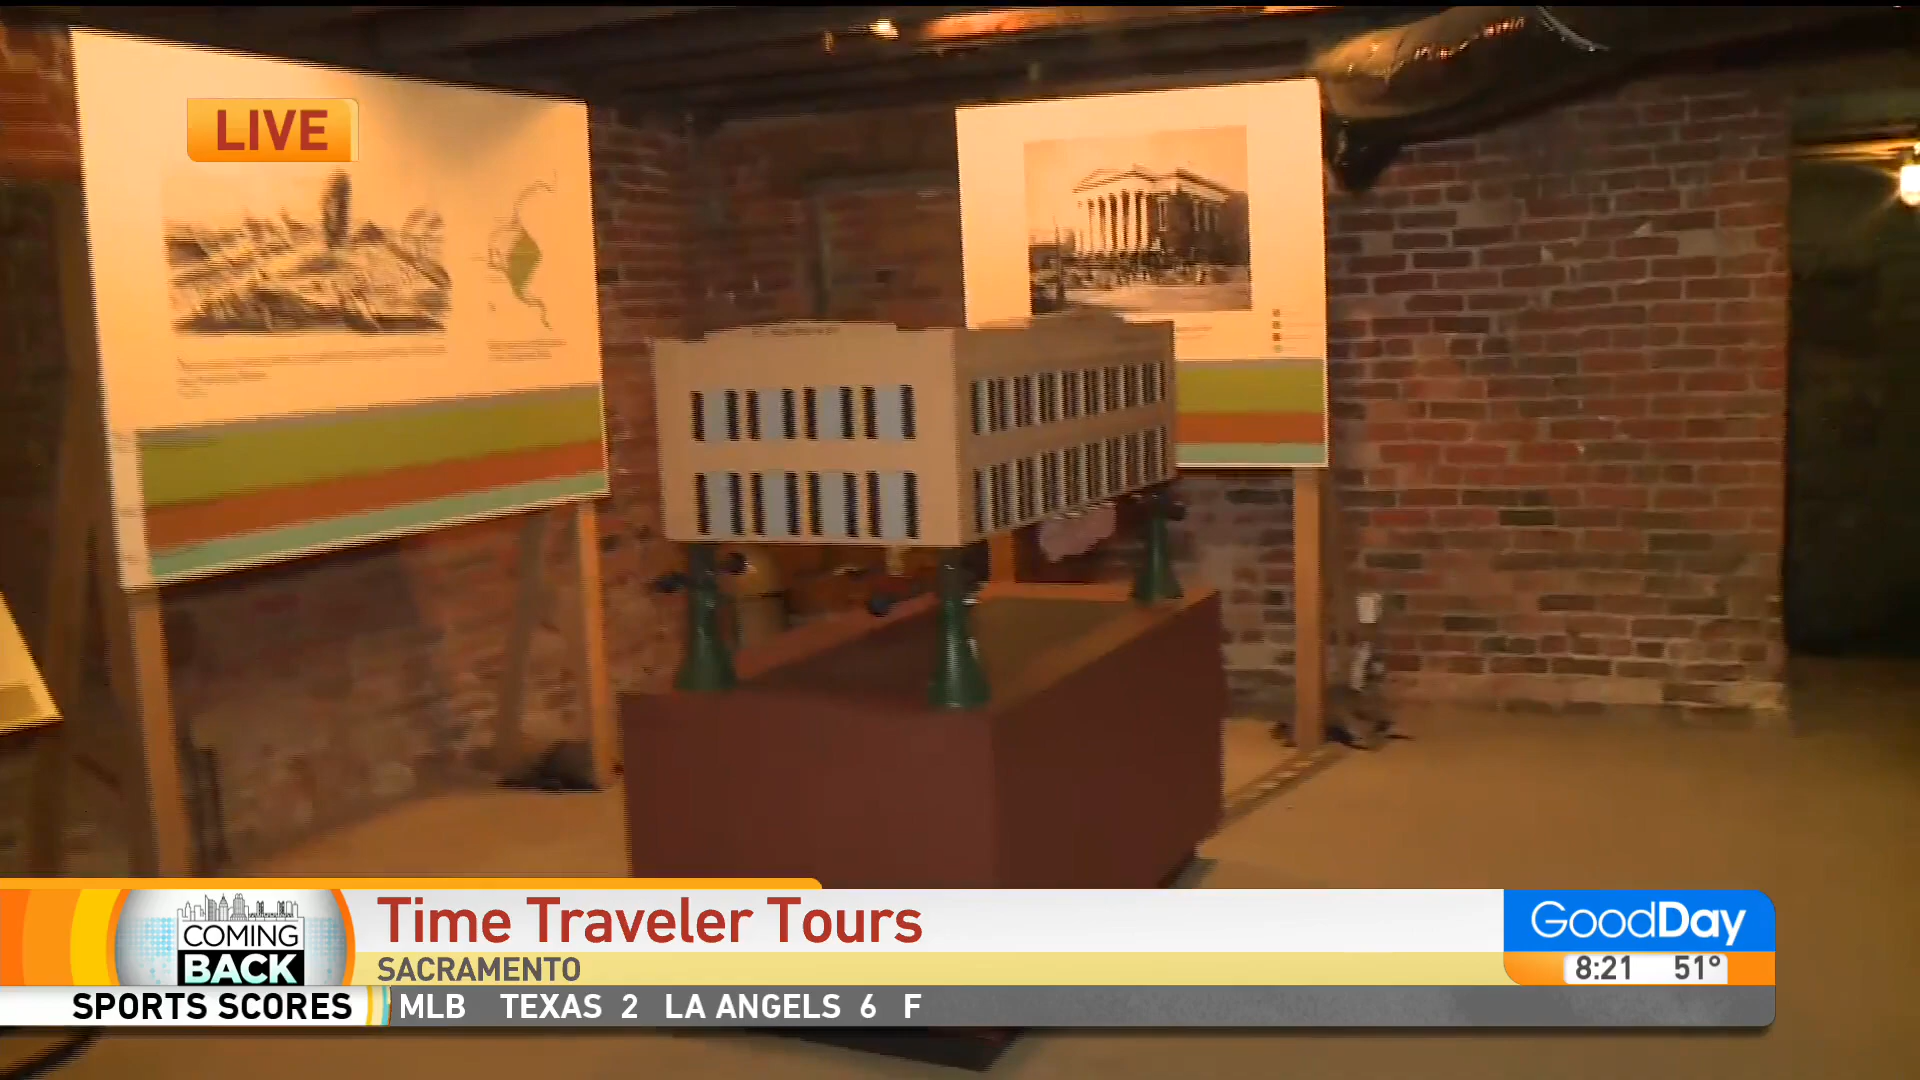 LIVE
Time Traveler Tours
COMING
BACK
SACRAMENTO
GoodDay
8:21 51°
SPORTS SCORES MLB TEXAS 2 LA ANGELS 6 F